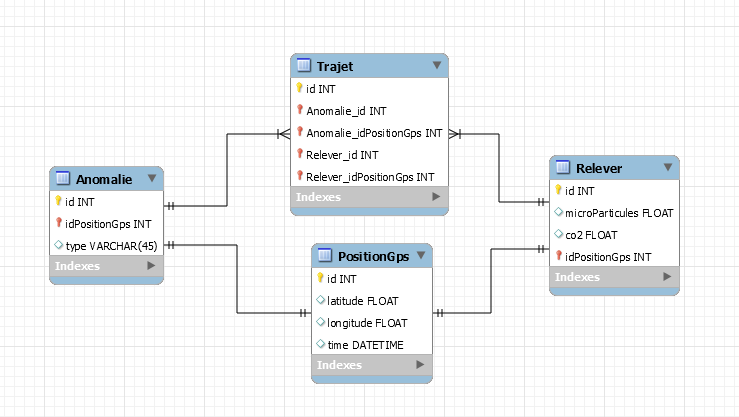 Trajet
id INT
Anomalie_id INT
Anomalie_idPositionGps INT
Relever_id INT
Relever_idPositionGps INT
Indexes
Anomalie
id INT
idPositionGps INT
type VARCHAR(45)
Indexes
Relever
id INT
microParticules FLOAT
co2 FLOAT
idPositionGps INT
Indexes
PositionGps
id INT
latitude FLOAT
longitude FLOAT
time DATETIME
Indexes